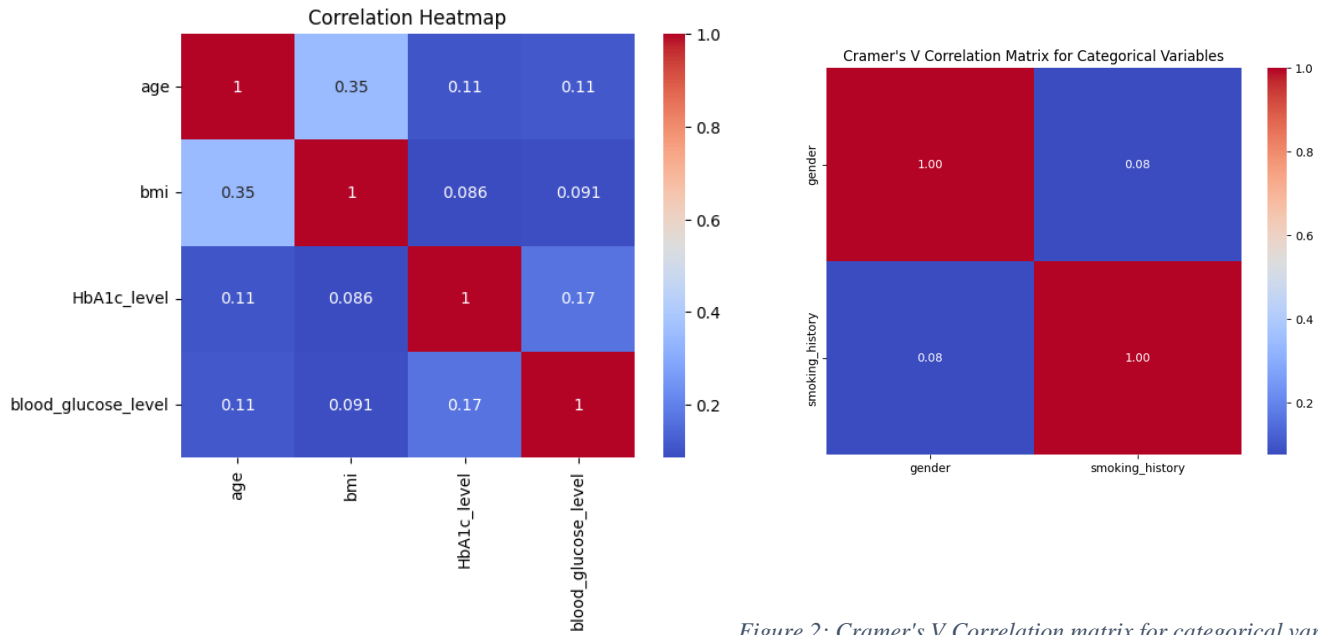 Correlation Heatmap
age
1
0.35
0.11
0.11
bmi
0.35
1
0.086
0.091
HbA1c_level
0.11
0.086
1
0.17
blood_glucose_level
0.11
0.091
0.17
1
age
bmi
HbA1c_level
blood_glucose_level
1.0
0.8
0.6
0.4
0.2
Cramer's V Correlation Matrix for Categorical Variables
gender
1.00
0.08
smoking_history
0.08
1.00
gender
smoking_history
1.0
0.8
0.6
0.4
0.2
Figure 2: Cramer's V Correlation matrix for categorical